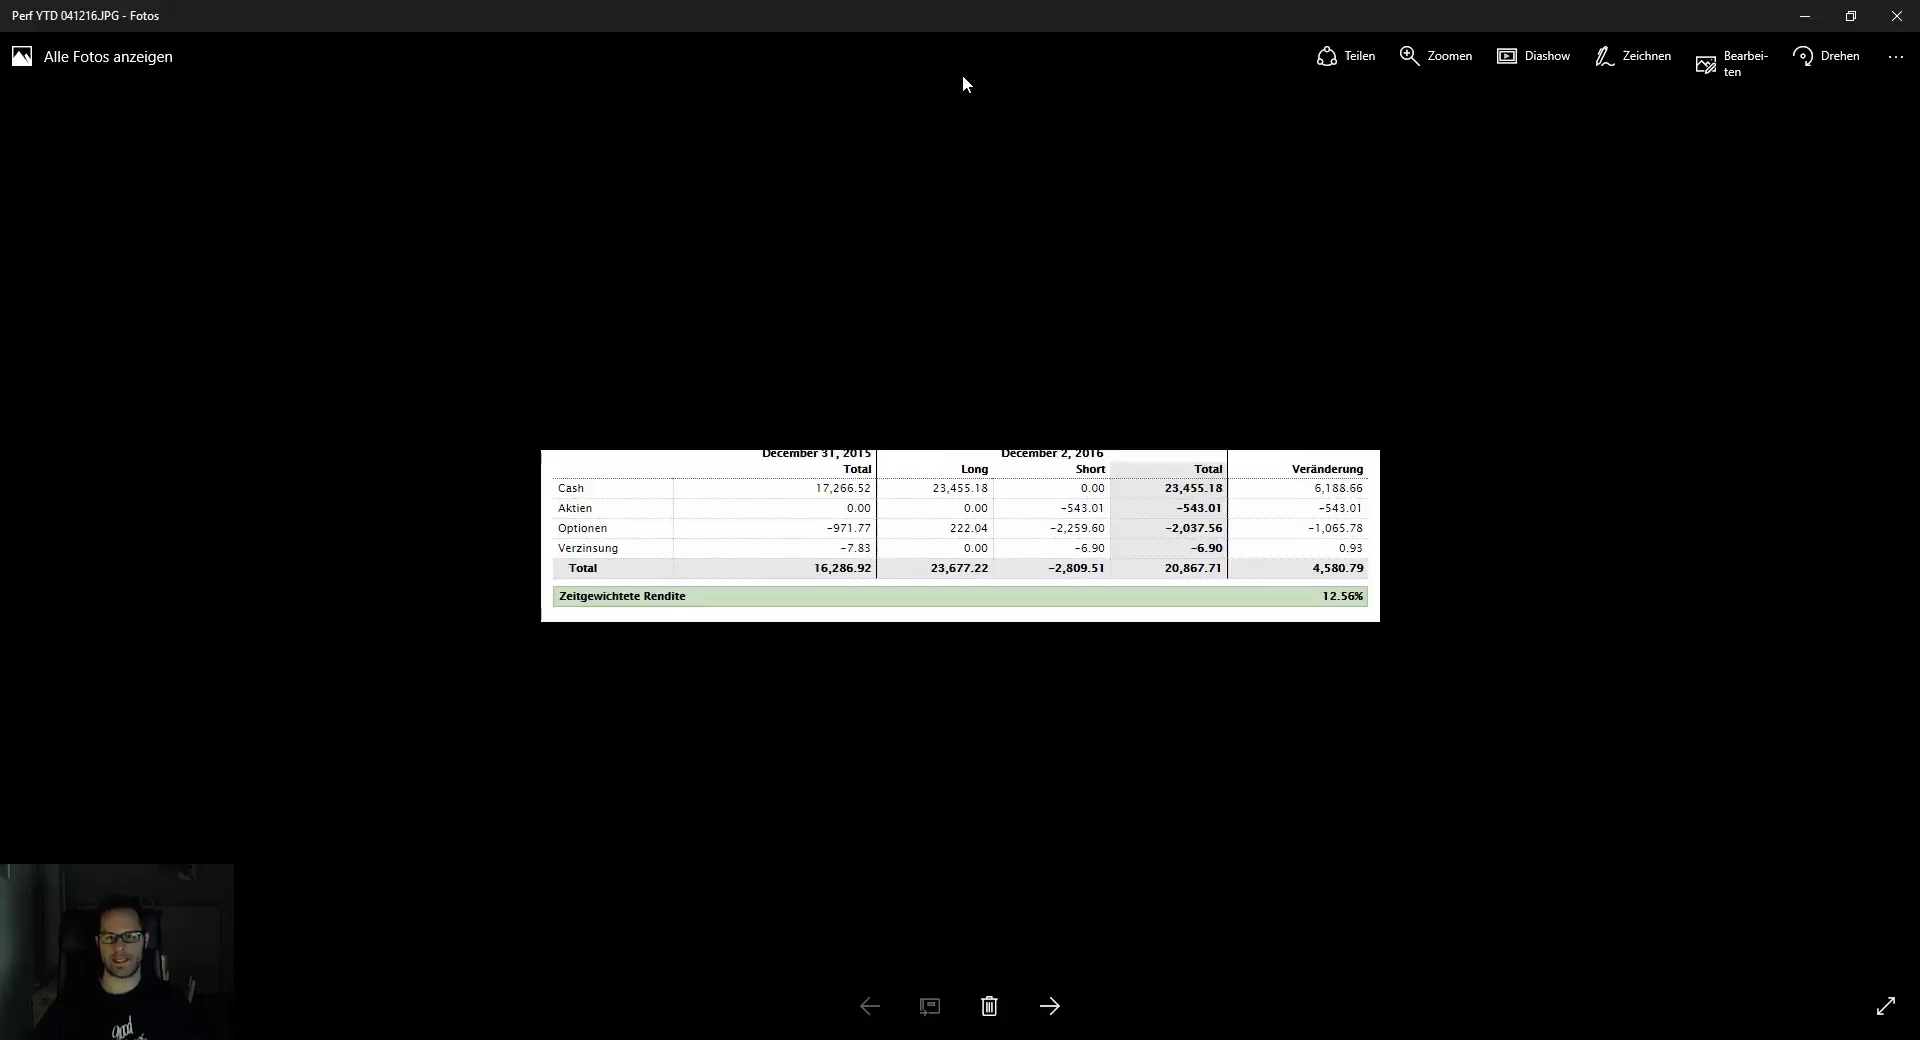 Perf YTD 041216.JPG - Fotos
Alle Fotos anzeigen
Teilen
Zoomen
Diashow
Zeichnen
Bearbei-
ten
Drehen
December 31, 2015 December 2, 2016
Total Long Short Total Veränderung
Cash 17,266.52 23,455.18 0.00 23,455.18 6,188.66
Aktien 0.00 0.00 -543.01 -543.01 -543.01
Optionen -971.77 222.04 -2,259.60 -2,037.56 -1,065.78
Verzinsung -7.83 0.00 -6.90 -6.90 0.93
Total 16,286.92 23,677.22 -2,809.51 20,867.71 4,580.79
Zeitgewichtete Rendite 12.56%
good